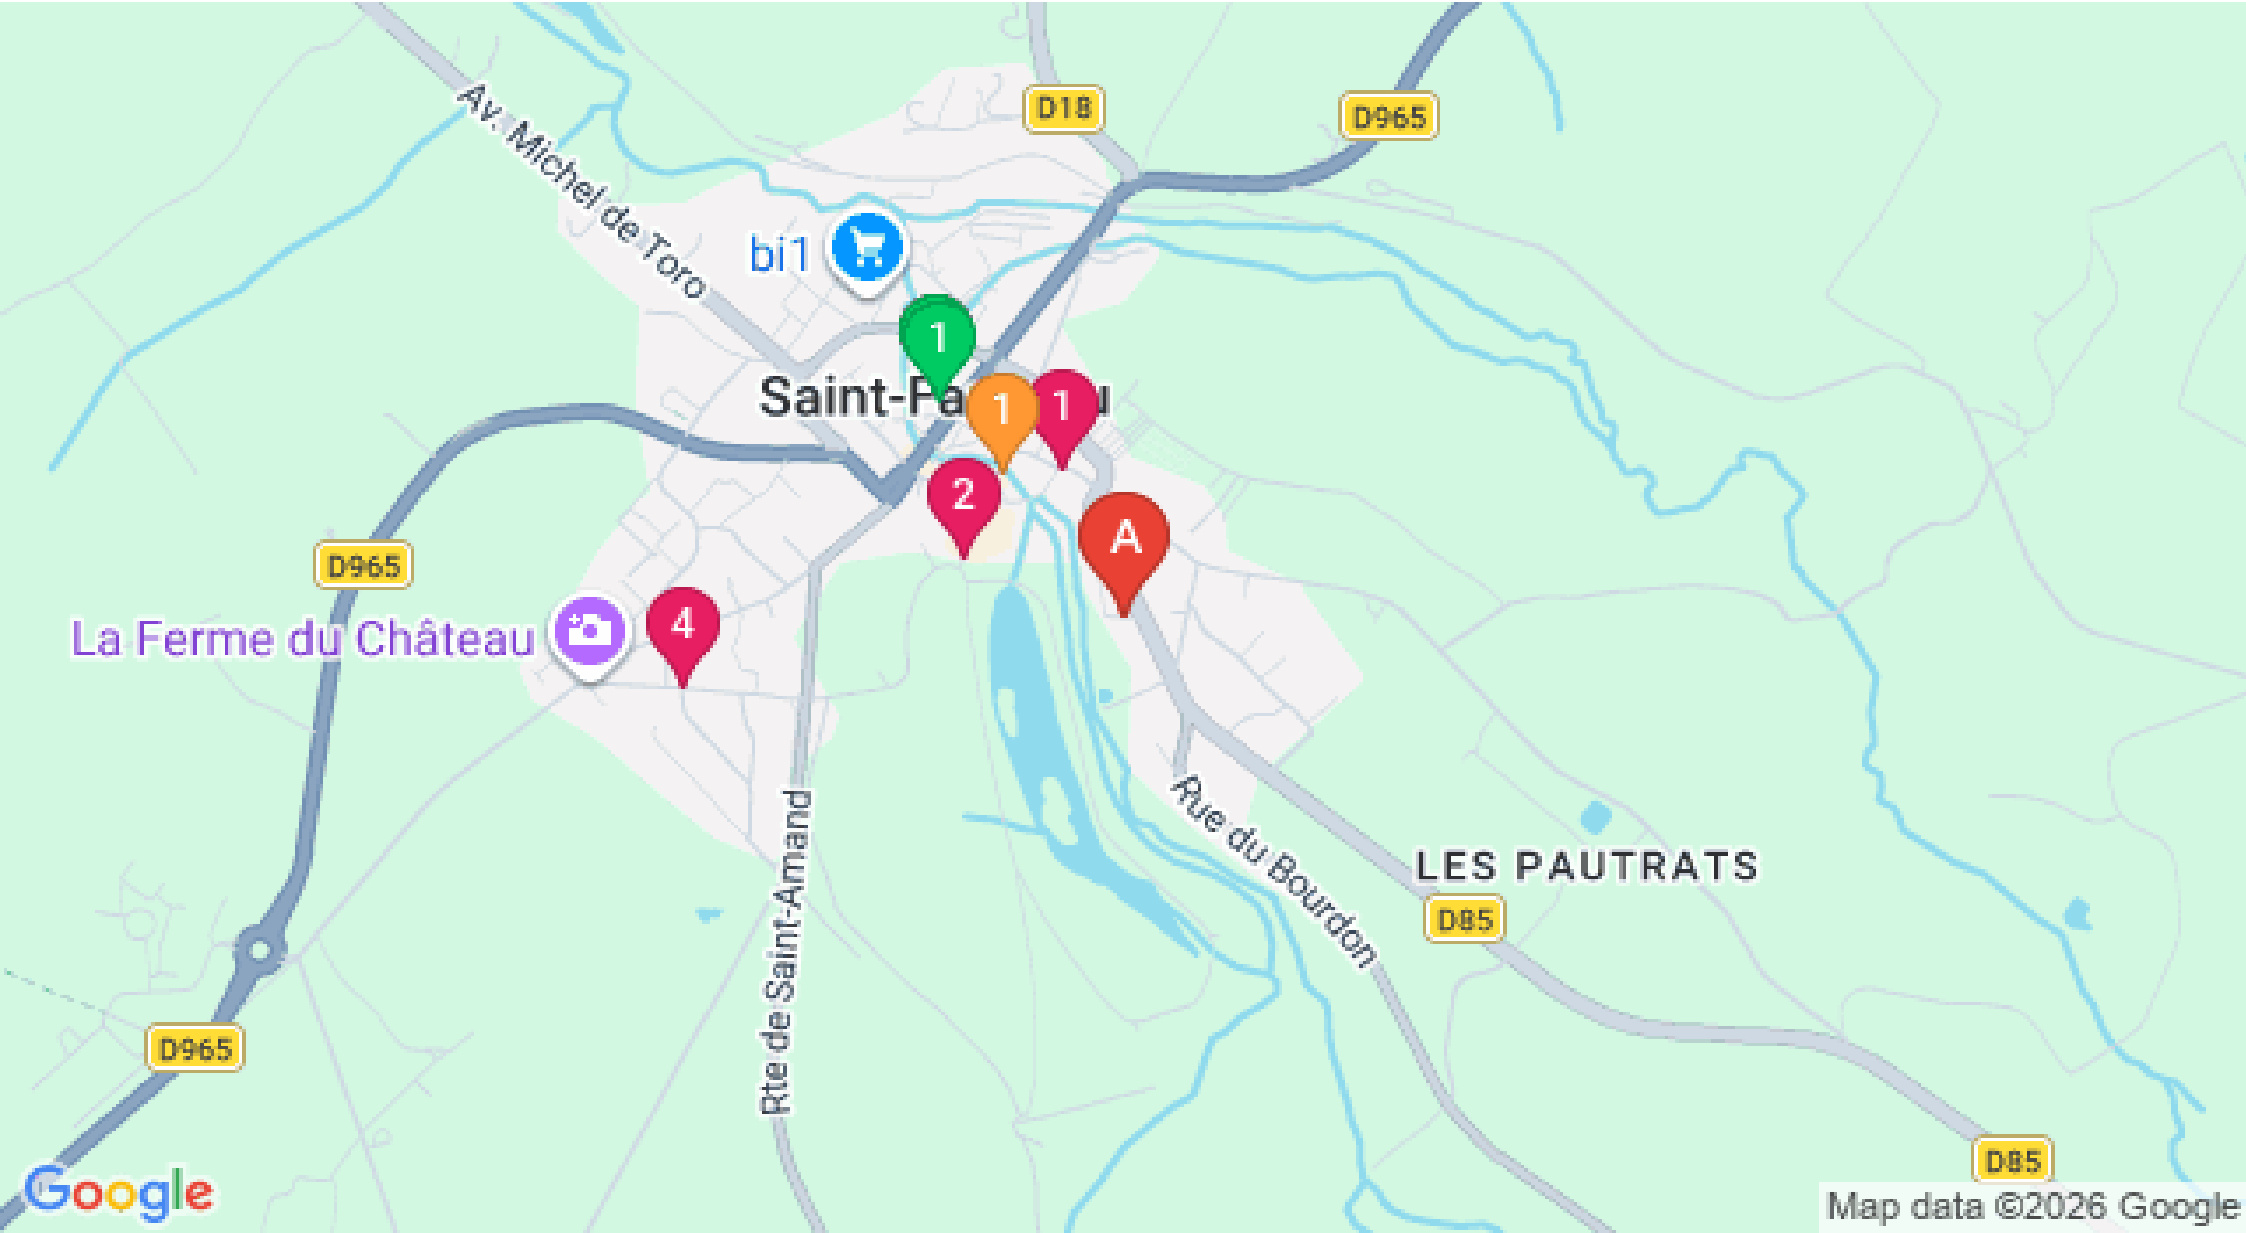 D18
D965
Av. Michel de Toro
bi1
1
Saint-Fa
1
1
u
2
A
D965
La Ferme du Château
4
Rue du Bourdon
Rte de Saint-Amand
LES PAUTRATS
D85
D965
D85
Google
Map data ©2026 Google